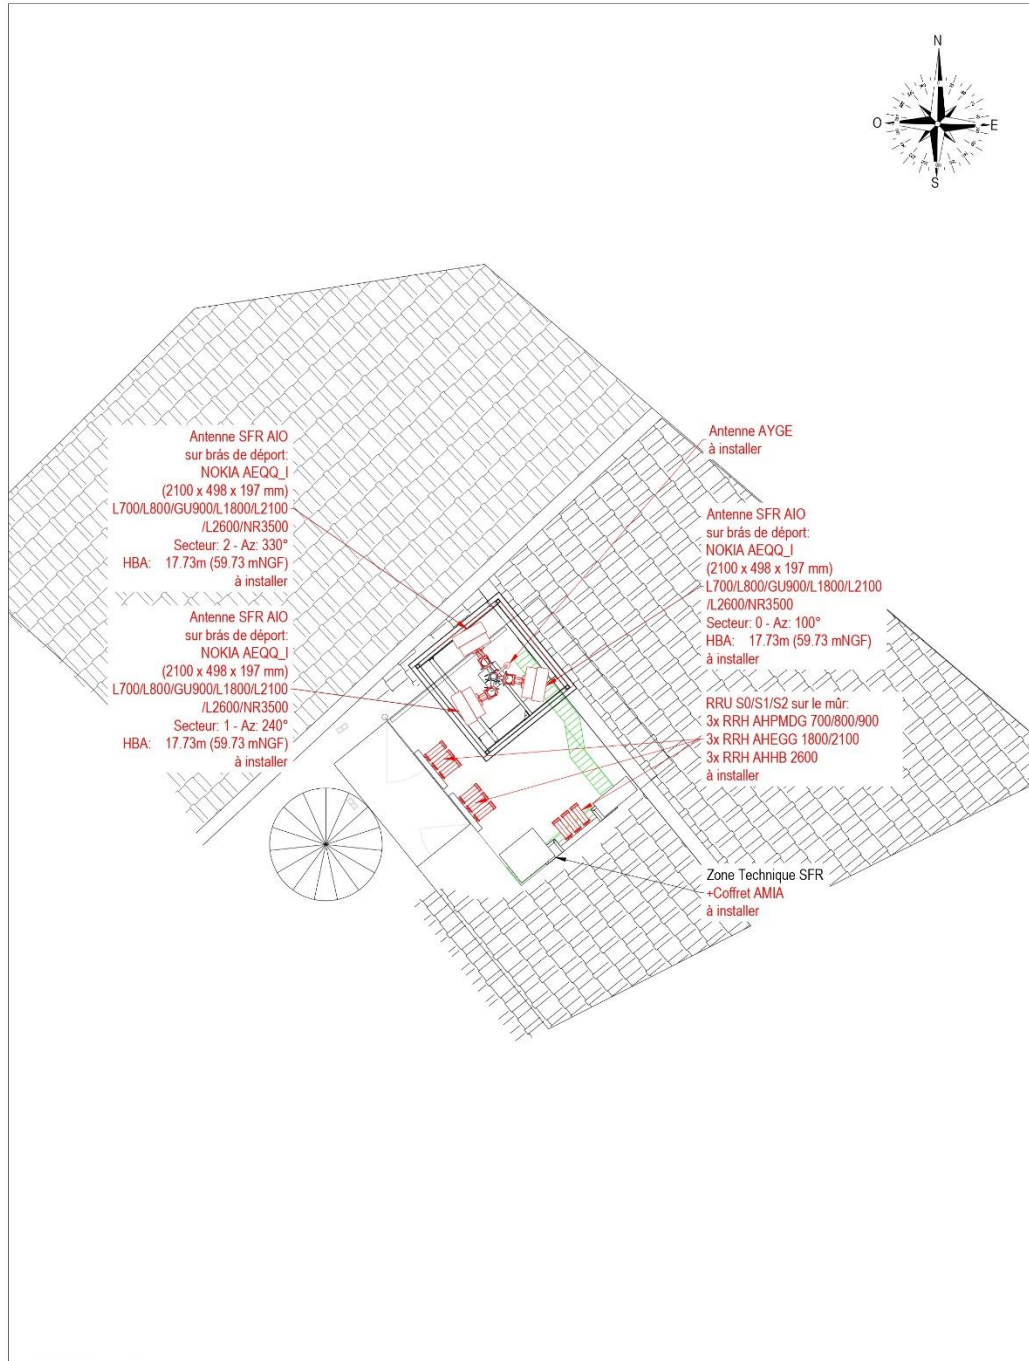 N
O
E
S
Antenne SFR AIO
sur brás de déport:
NOKIA AEQQ_I
(2100 x 498 x 197 mm)
L700/L800/GU900/L1800/L2100
/L2600/NR3500
Secteur: 2 - Az: 330°
HBA: 17.73m (59.73 mNGF)
à installer
Antenne SFR AIO
sur brás de déport:
NOKIA AEQQ_I
(2100 x 498 x 197 mm)
L700/L800/GU900/L1800/L2100
/L2600/NR3500
Secteur: 1 - Az: 240°
HBA: 17.73m (59.73 mNGF)
à installer
Antenne AYGE
à installer
Antenne SFR AIO
sur brás de déport:
NOKIA AEQQ_I
(2100 x 498 x 197 mm)
L700/L800/GU900/L1800/L2100
/L2600/NR3500
Secteur: 0 - Az: 100°
HBA: 17.73m (59.73 mNGF)
à installer
RRU S0/S1/S2 sur le mûr:
3x RRH AHPMDG 700/800/900
3x RRH AHEGG 1800/2100
3x RRH AHHB 2600
à installer
Zone Technique SFR
+Coffret AMIA
à installer